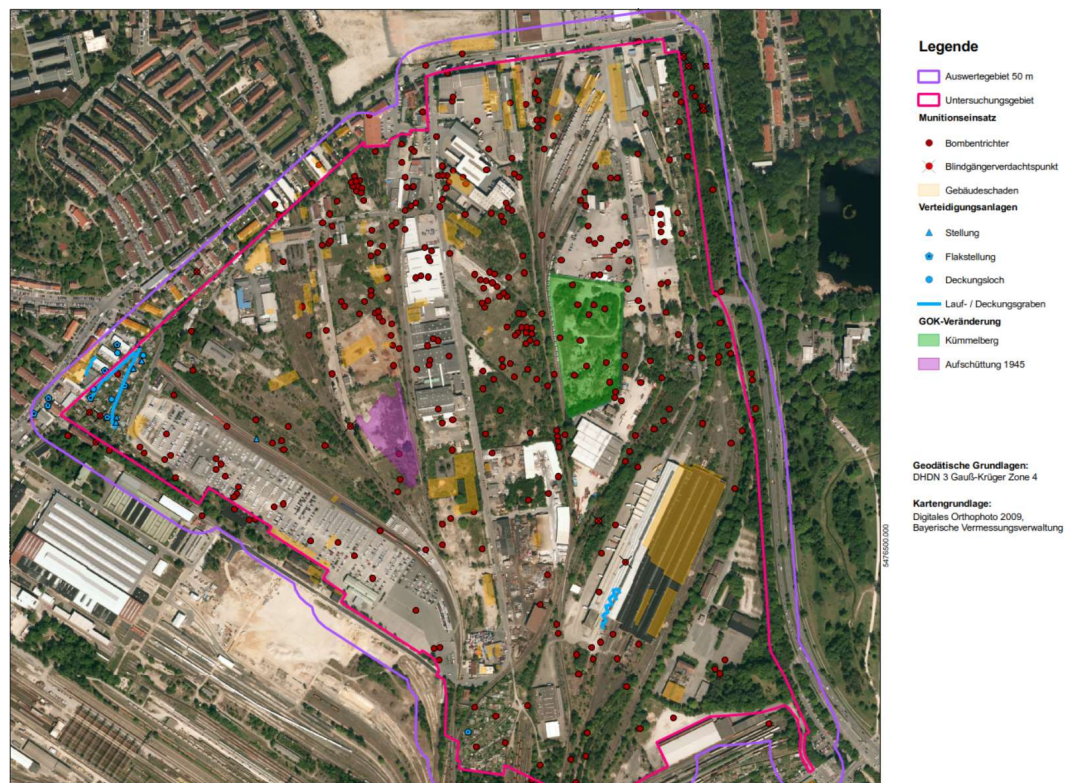 Legende
Auswertegebiet 50 m
Untersuchungsgebiet
Munitionseinsatz
Bombentrichter
Blindgängerverdachtspunkt
Gebäudeschaden
Verteidigungsanlagen
Stellung
Flakstellung
Deckungsloch
Lauf- / Deckungsgraben
GOK-Veränderung
Kümmelberg
Aufschüttung 1945
Geodätische Grundlagen:
DHDN 3 Gauß-Krüger Zone 4
Kartengrundlage:
Digitales Orthophoto 2009,
Bayerische Vermessungsverwaltung
5476500.000